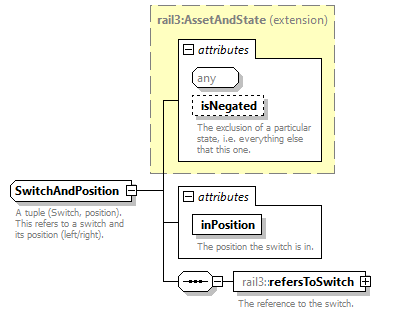 rail3:AssetAndState (extension)
attributes
any
isNegated
The exclusion of a particular
state, i.e. everything else
that this one.
SwitchAndPosition
A tuple (Switch, position).
This refers to a switch and
its position (left/right).
attributes
inPosition
The position the switch is in.
rail3::refersToSwitch
The reference to the switch.